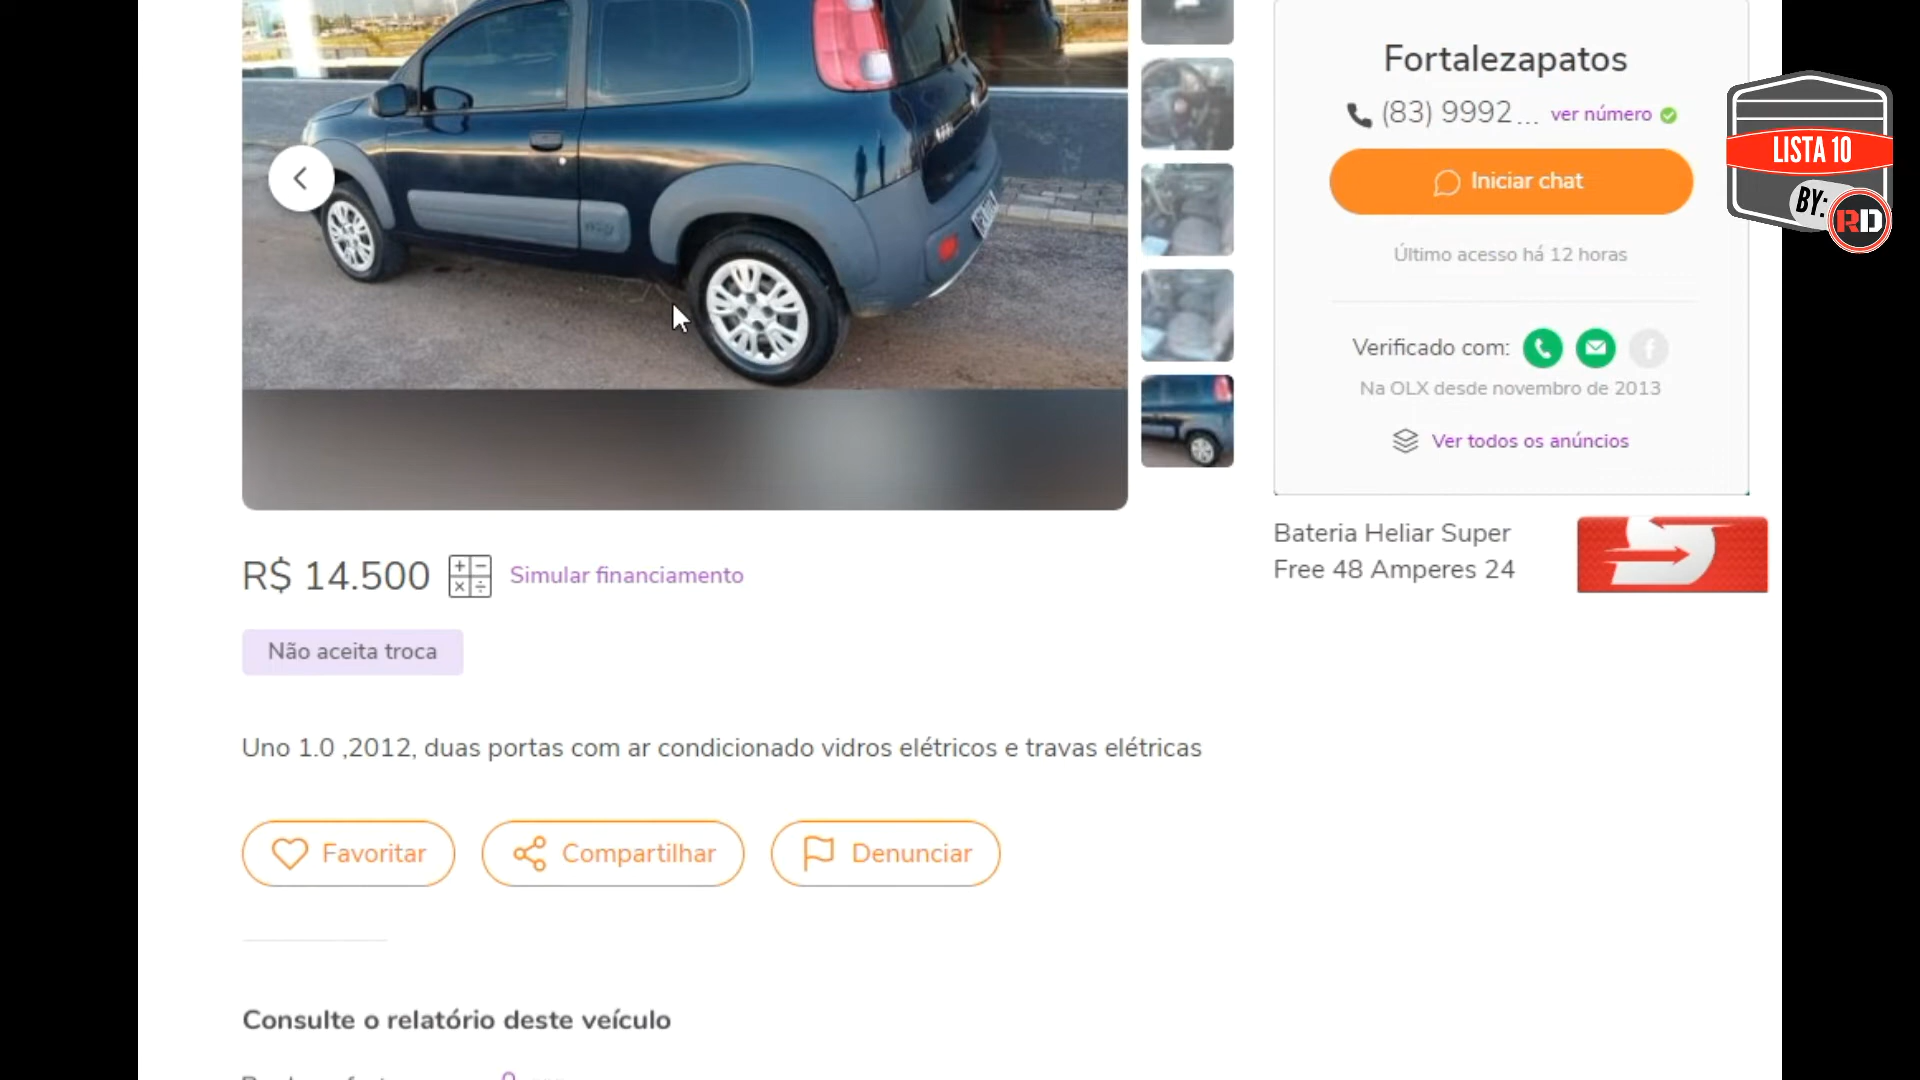 Fortalezapatos
(83) 9992... ver número
Iniciar chat
LISTA 10
BY: RD
Último acesso há 12 horas
Verificado com:
Na OLX desde novembro de 2013
Ver todos os anúncios
Bateria Heliar Super
Free 48 Amperes 24
R$ 14.500 Simular financiamento
Não aceita troca
Uno 1.0 ,2012, duas portas com ar condicionado vidros elétricos e travas elétricas
Favoritar
Compartilhar
Denunciar
Consulte o relatório deste veículo